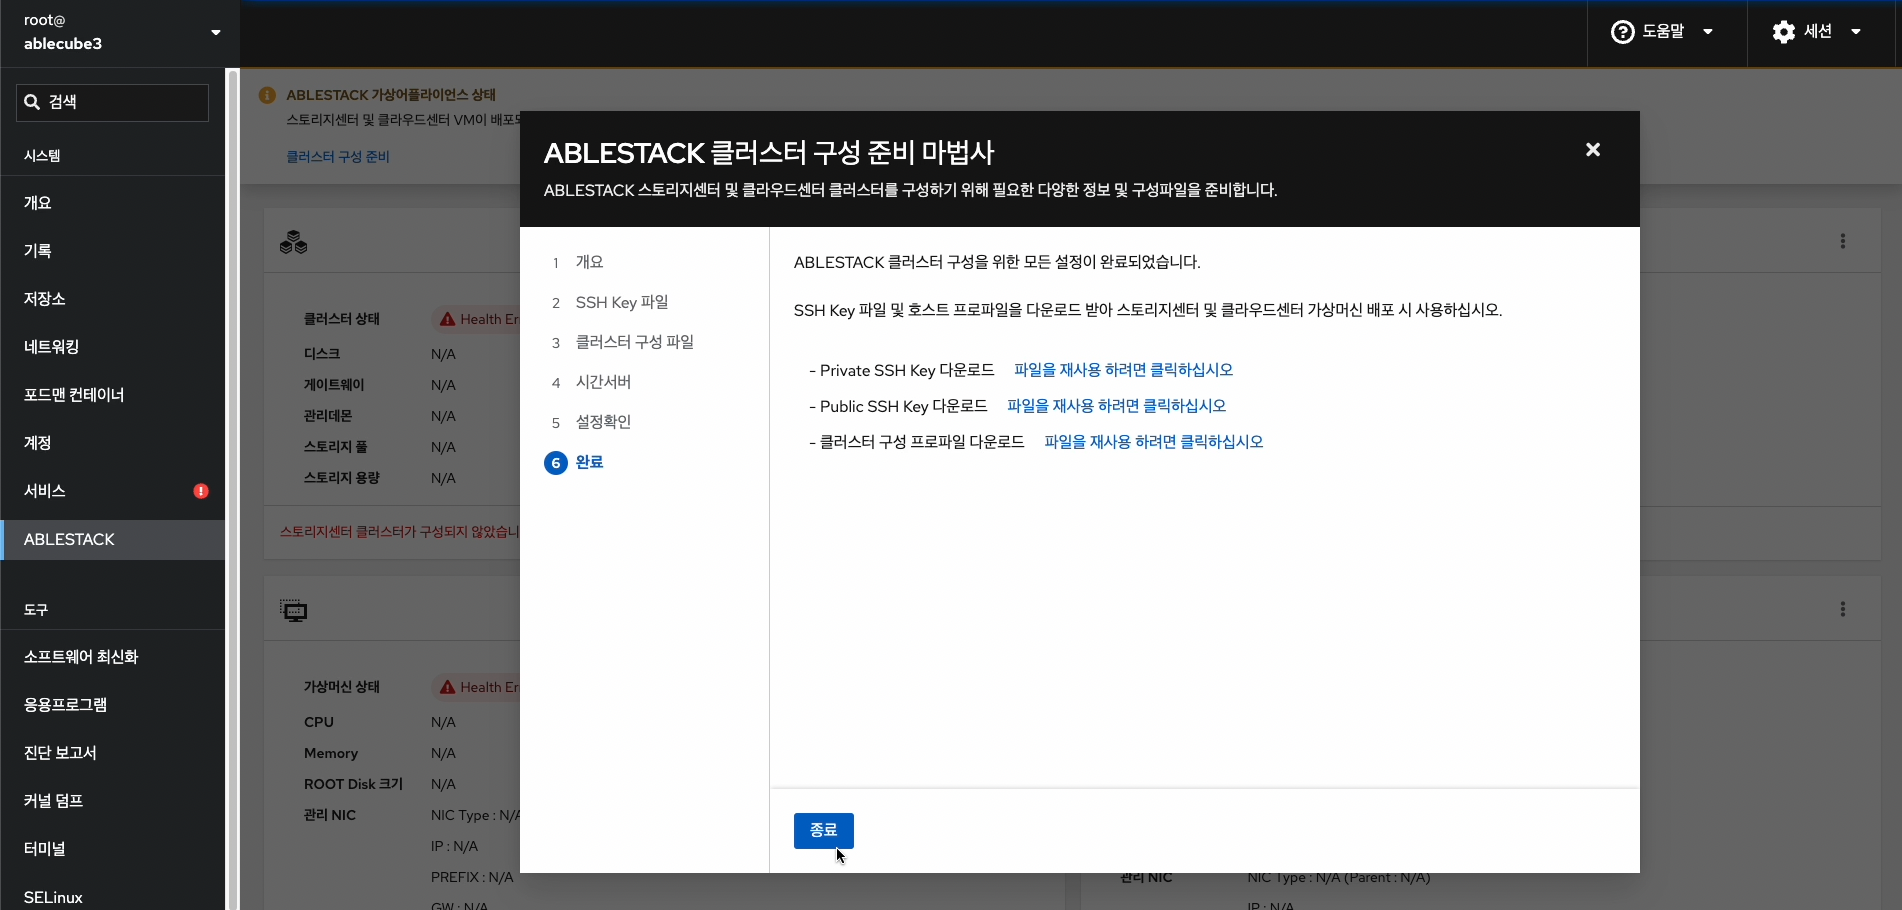 root@
ablecube3
도움말
세션
검색
시스템
개요
기록
저장소
네트워킹
포드맨 컨테이너
계정
서비스
ABLESTACK
도구
소프트웨어 최신화
응용프로그램
진단 보고서
커널 덤프
터미널
SELinux
ABLESTACK 가상어플라이언스 상태
스토리지센터 및 클라우드센터 VM이
클러스터 구성 준비
클러스터 상태
Health
디스크 N/A
게이트웨이 N/A
관리데몬 N/A
스토리지 풀 N/A
스토리지 용량 N/A
스토리지센터 클러스터가 구성되지
가상머신 상태
Health
CPU N/A
Memory N/A
ROOT Disk 크기 N/A
관리 NIC NIC Type : N/A
IP : N/A
PREFIX : N/A
GW : N/A
ABLESTACK 클러스터 구성 준비 마법사
ABLESTACK 스토리지센터 및 클라우드센터 클러스터를 구성하기 위해 필요한 다양한 정보 및 구성파일을 준비합니다.
1 개요
2 SSH Key 파일
3 클러스터 구성 파일
4 시간서버
5 설정확인
6 완료
ABLESTACK 클러스터 구성을 위한 모든 설정이 완료되었습니다.
SSH Key 파일 및 호스트 프로파일을 다운로드 받아 스토리지센터 및 클라우드센터 가상머신 배포 시 사용하십시오.
- Private SSH Key 다운로드 파일을 재사용 하려면 클릭하십시오
- Public SSH Key 다운로드 파일을 재사용 하려면 클릭하십시오
- 클러스터 구성 프로파일 다운로드 파일을 재사용 하려면 클릭하십시오
종료
관리 NIC NIC Type : N/A (Parent : N/A)
IP : N/A